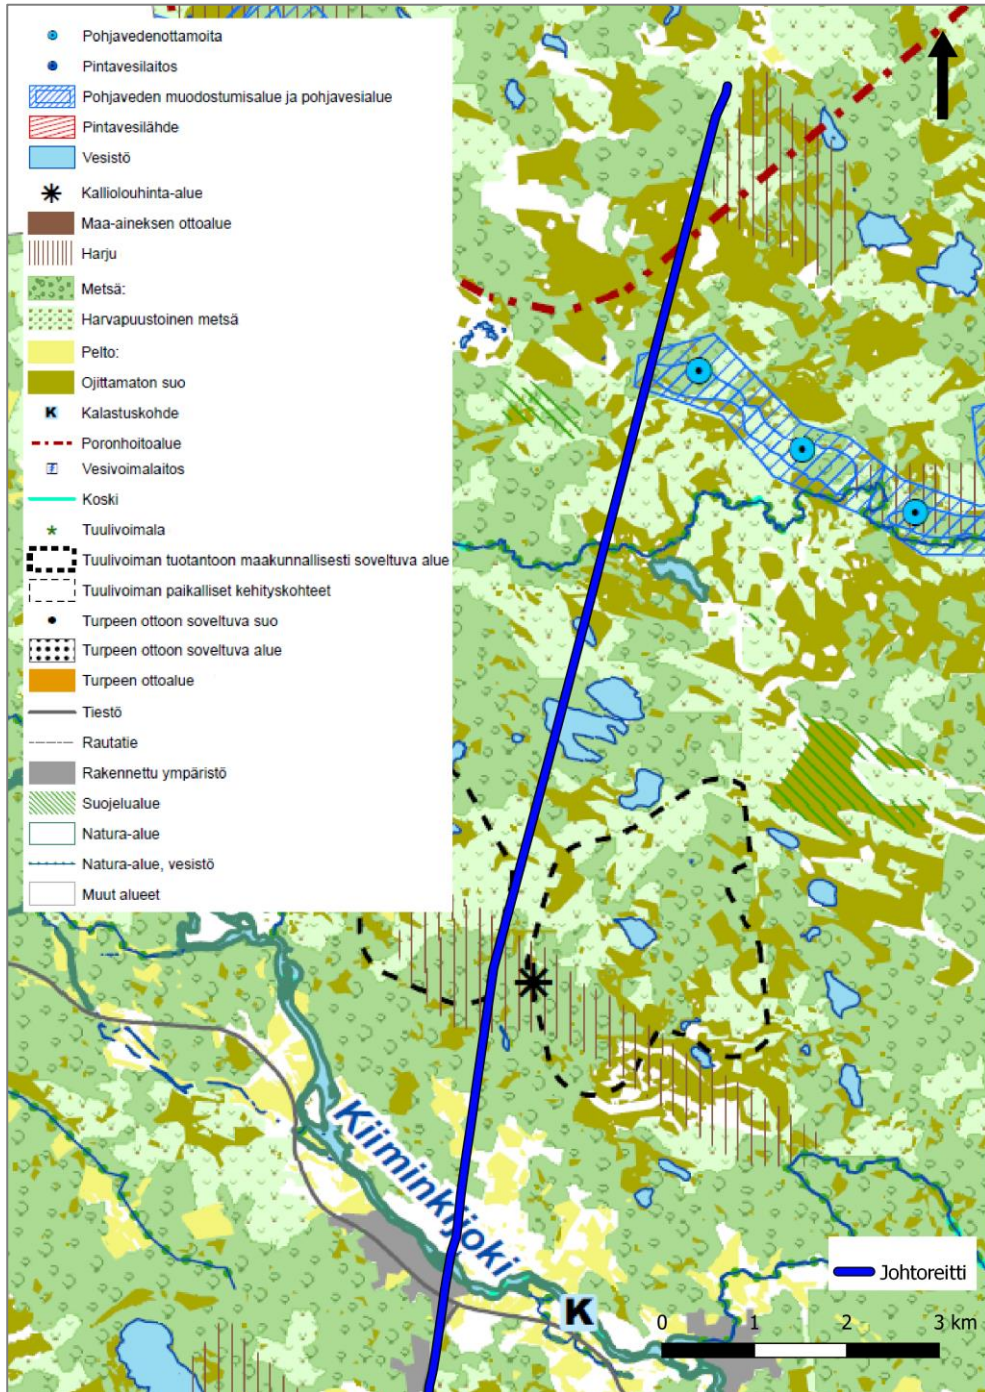 Pohjavedenottamoita
Pintavesilaitos
Pohjaveden muodostumisalue ja pohjavesialue
Pintavesilähde
Vesistö
Kalliolouhinta-alue
Maa-aineksen ottoalue
Harju
Metsä:
Harvapuustoinen metsä
Pelto:
Ojittamaton suo
K Kalastuskohde
Poronhoitoalue
Vesivoimalaitos
Koski
Tuulivoimala
Tuulivoiman tuotantoon maakunnallisesti soveltuva alue
Tuulivoiman paikalliset kehityskohteet
Turpeen ottoon soveltuva suo
Turpeen ottoon soveltuva alue
Turpeen ottoalue
Tiestö
Rautatie
Rakennettu ympäristö
Suojelualue
Natura-alue
Natura-alue, vesistö
Muut alueet
Kiiminkijoki
K
Johtoreitti
0 1 2 3 km